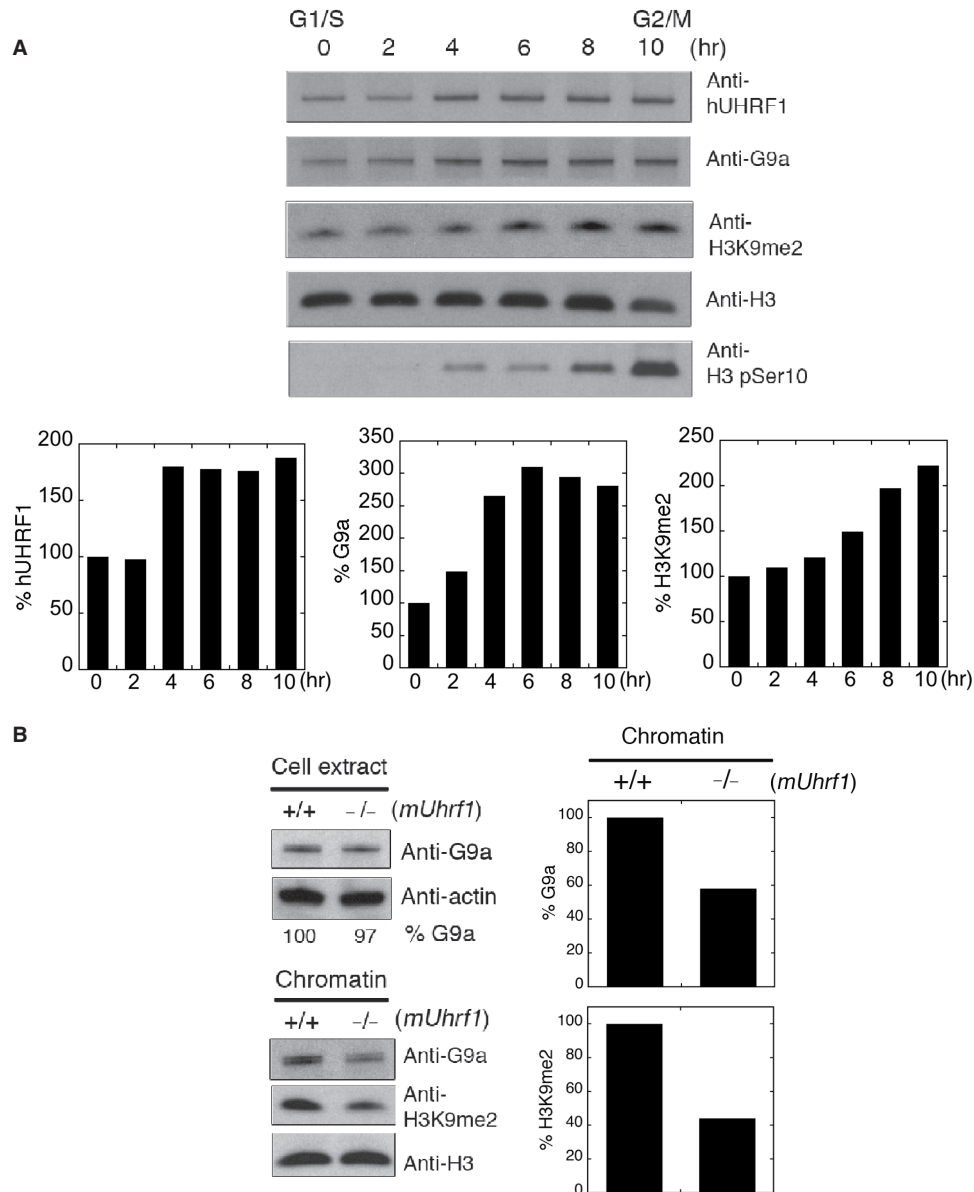 A
G1/S G2/M
0 2 4 6 8 10 (hr)
Anti-
hUHRF1
Anti-G9a
Anti-
H3K9me2
Anti-H3
Anti-
H3 pSer10
% hUHRF1
200
150
100
50
0
0 2 4 6 8 10 (hr)
% G9a
350
300
250
200
150
100
50
0
0 2 4 6 8 10 (hr)
% H3K9me2
250
200
150
100
50
0
0 2 4 6 8 10 (hr)
B
Cell extract
+/+ –/– (mUhrf1)
Anti-G9a
Anti-actin
100 97 % G9a
Chromatin
+/+ –/– (mUhrf1)
Anti-G9a
Anti-
H3K9me2
Anti-H3
Chromatin
+/+ –/– (mUhrf1)
% G9a
100
80
60
40
20
0
% H3K9me2
100
80
60
40
20
0